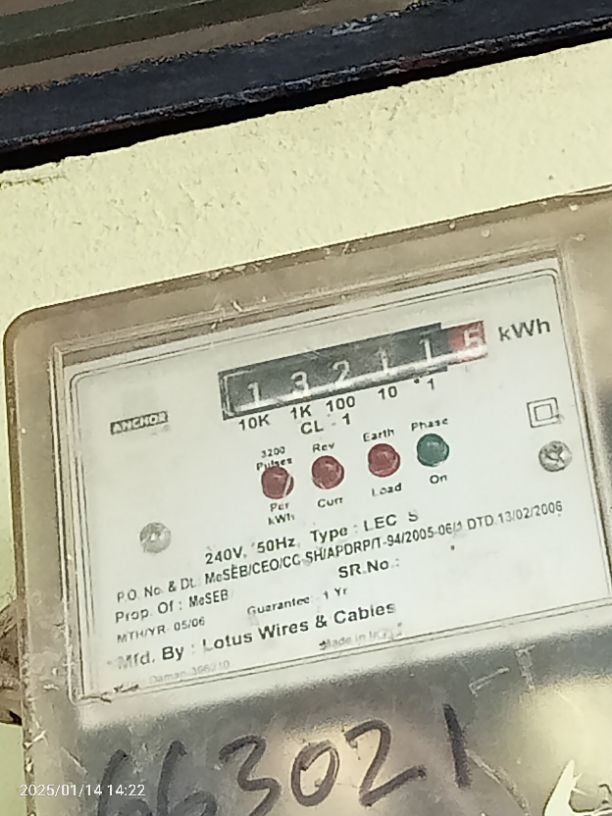 1 3 2 1 1 5 kWh
10K 1K 100 10 1
CL - 1
ANCHOR
3200 Pulses Per kWh
Rev Curr
Earth Load
Phase On
240V, 50Hz, Type : LEC S
P.O. No. & Dt. MeSEB/CEO/CC-SH/APDRP/T-94/2005-06/1 DTD.13/02/2006
Prop. Of : MeSEB SR.No.:
MTH/YR. 05/06 Guarantee: 1 Yr
Mfd. By : Lotus Wires & Cables
Daman Made in
663021
2025/01/14 14:22